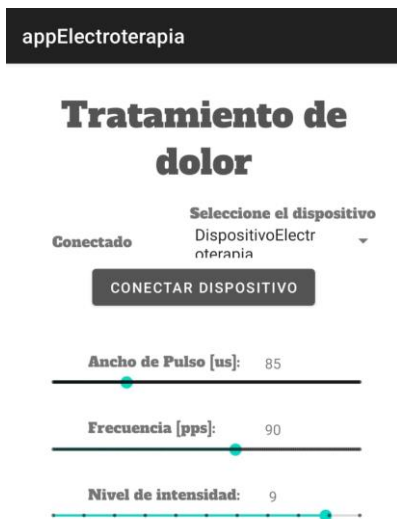 appElectroterapia
Tratamiento de
dolor
Seleccione el dispositivo
Conectado
DispositivoElectr
oterapia
CONECTAR DISPOSITIVO
Ancho de Pulso [us]: 85
Frecuencia [pps]: 90
Nivel de intensidad: 9